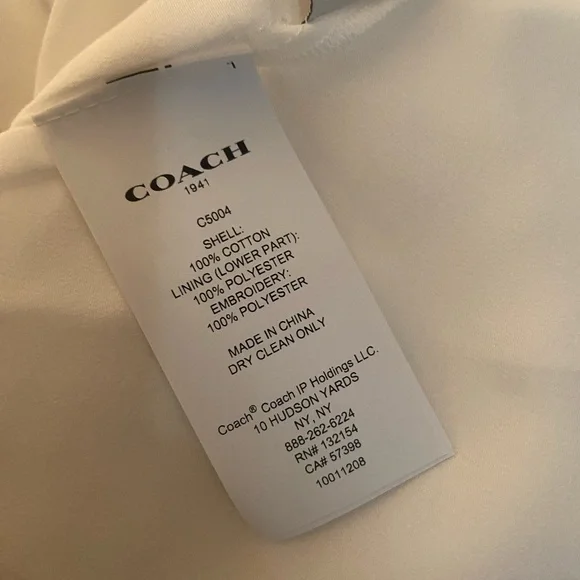 COACH
1941
C5004
SHELL:
100% COTTON
LINING (LOWER PART):
100% POLYESTER
EMBROIDERY:
100% POLYESTER
MADE IN CHINA
DRY CLEAN ONLY
Coach® Coach IP Holdings LLC.
10 HUDSON YARDS
NY, NY
888-262-6224
RN# 132154
CA# 57398
10011208